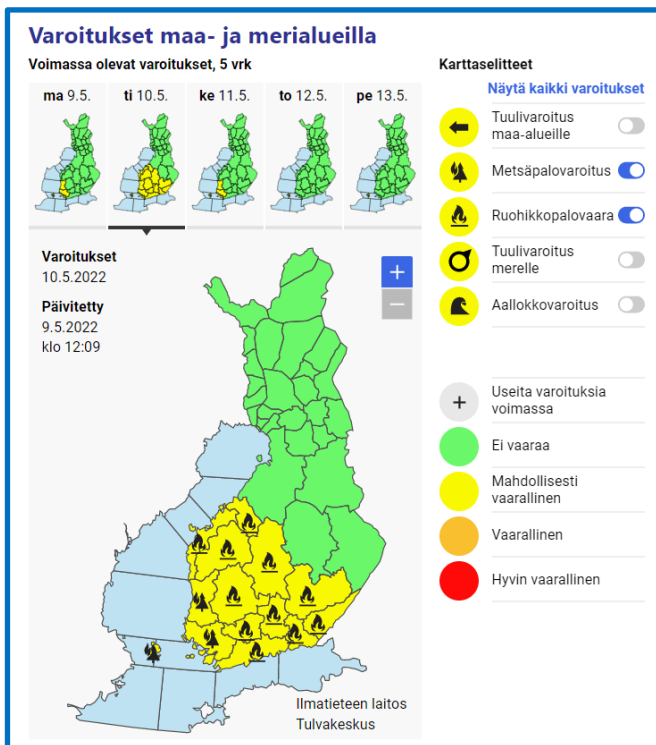 Varoitukset maa- ja merialueilla
Voimassa olevat varoitukset, 5 vrk
ma 9.5.
ti 10.5.
ke 11.5.
to 12.5.
pe 13.5.
Varoitukset
10.5.2022
Päivitetty
9.5.2022
klo 12:09
+
−
Ilmatieteen laitos
Tulvakeskus
Karttaselitteet
Näytä kaikki varoitukset
Tuulivaroitus
maa-alueille
Metsäpalovaroitus
Ruohikkopalovaara
Tuulivaroitus
merelle
Aallokkovaroitus
+
Useita varoituksia
voimassa
Ei vaaraa
Mahdollisesti
vaarallinen
Vaarallinen
Hyvin vaarallinen